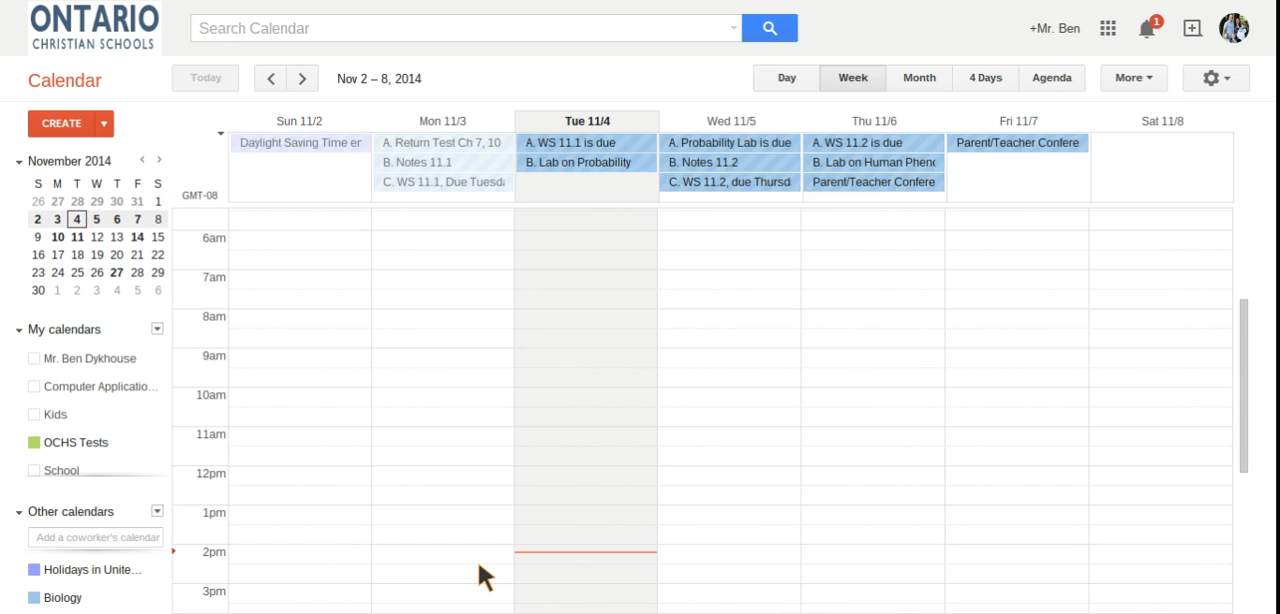 ONTARIO
CHRISTIAN SCHOOLS
Search Calendar
+Mr. Ben
1
Calendar
Today
Nov 2 – 8, 2014
Day Week Month 4 Days Agenda
More
CREATE
November 2014
S M T W T F S
26 27 28 29 30 31 1
2 3 4 5 6 7 8
9 10 11 12 13 14 15
16 17 18 19 20 21 22
23 24 25 26 27 28 29
30 1 2 3 4 5 6
My calendars
Mr. Ben Dykhouse
Computer Applicatio...
Kids
OCHS Tests
School
Other calendars
Add a coworker's calendar
Holidays in Unite...
Biology
Sun 11/2 Mon 11/3 Tue 11/4 Wed 11/5 Thu 11/6 Fri 11/7 Sat 11/8
Daylight Saving Time er A. Return Test Ch 7, 10 A. WS 11.1 is due A. Probability Lab is due A. WS 11.2 is due Parent/Teacher Confere
B. Notes 11.1 B. Lab on Probability B. Notes 11.2 B. Lab on Human Phenc
C. WS 11.1, Due Tuesda C. WS 11.2, due Thursd Parent/Teacher Confere
GMT-08
6am
7am
8am
9am
10am
11am
12pm
1pm
2pm
3pm